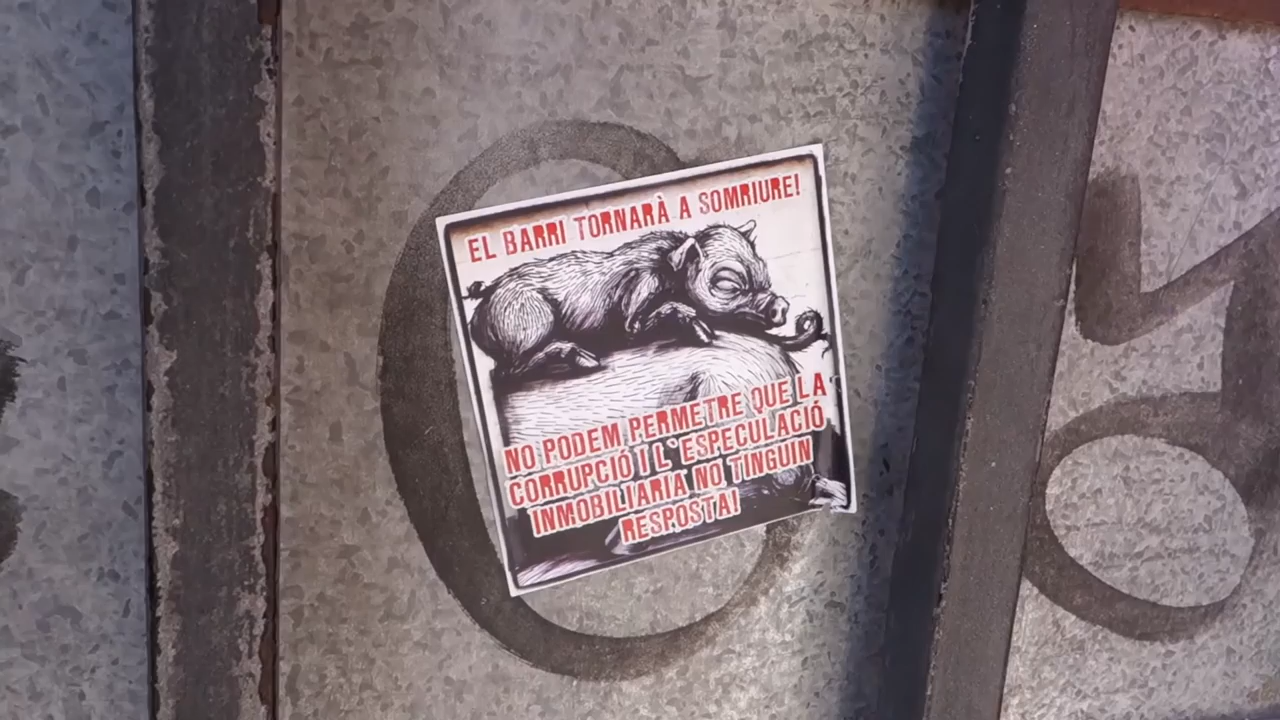 EL BARRI TORNARÀ A SOMRIURE!
NO PODEM PERMETRE QUE LA
CORRUPCIÓ I L`ESPECULACIÓ
INMOBILIARIA NO TINGUIN
RESPOSTA!